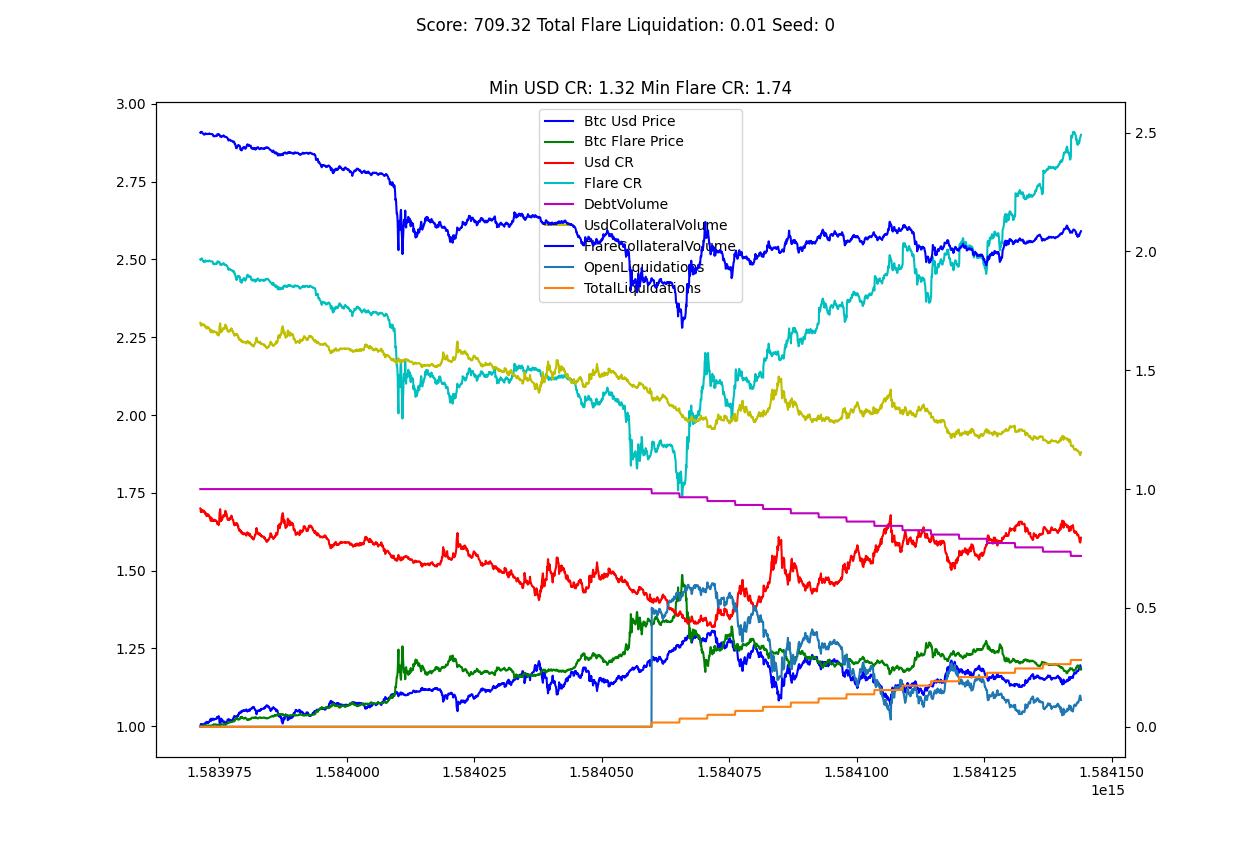 Score: 709.32 Total Flare Liquidation: 0.01 Seed: 0
Min USD CR: 1.32 Min Flare CR: 1.74
Btc Usd Price
Btc Flare Price
Usd CR
Flare CR
DebtVolume
UsdCollateralVolume
FlareCollateralVolume
OpenLiquidations
TotalLiquidations
3.00
2.75
2.50
2.25
2.00
1.75
1.50
1.25
1.00
2.5
2.0
1.5
1.0
0.5
0.0
1.583975
1.584000
1.584025
1.584050
1.584075
1.584100
1.584125
1.584150
1e15